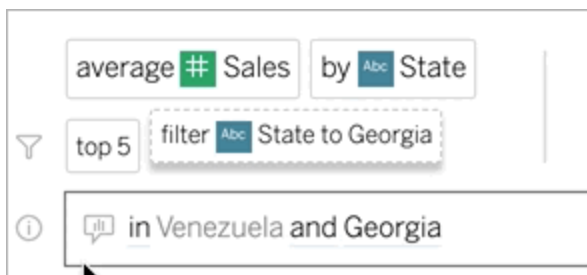 average # Sales by Abc State
top 5 filter Abc State to Georgia
in Venezuela and Georgia